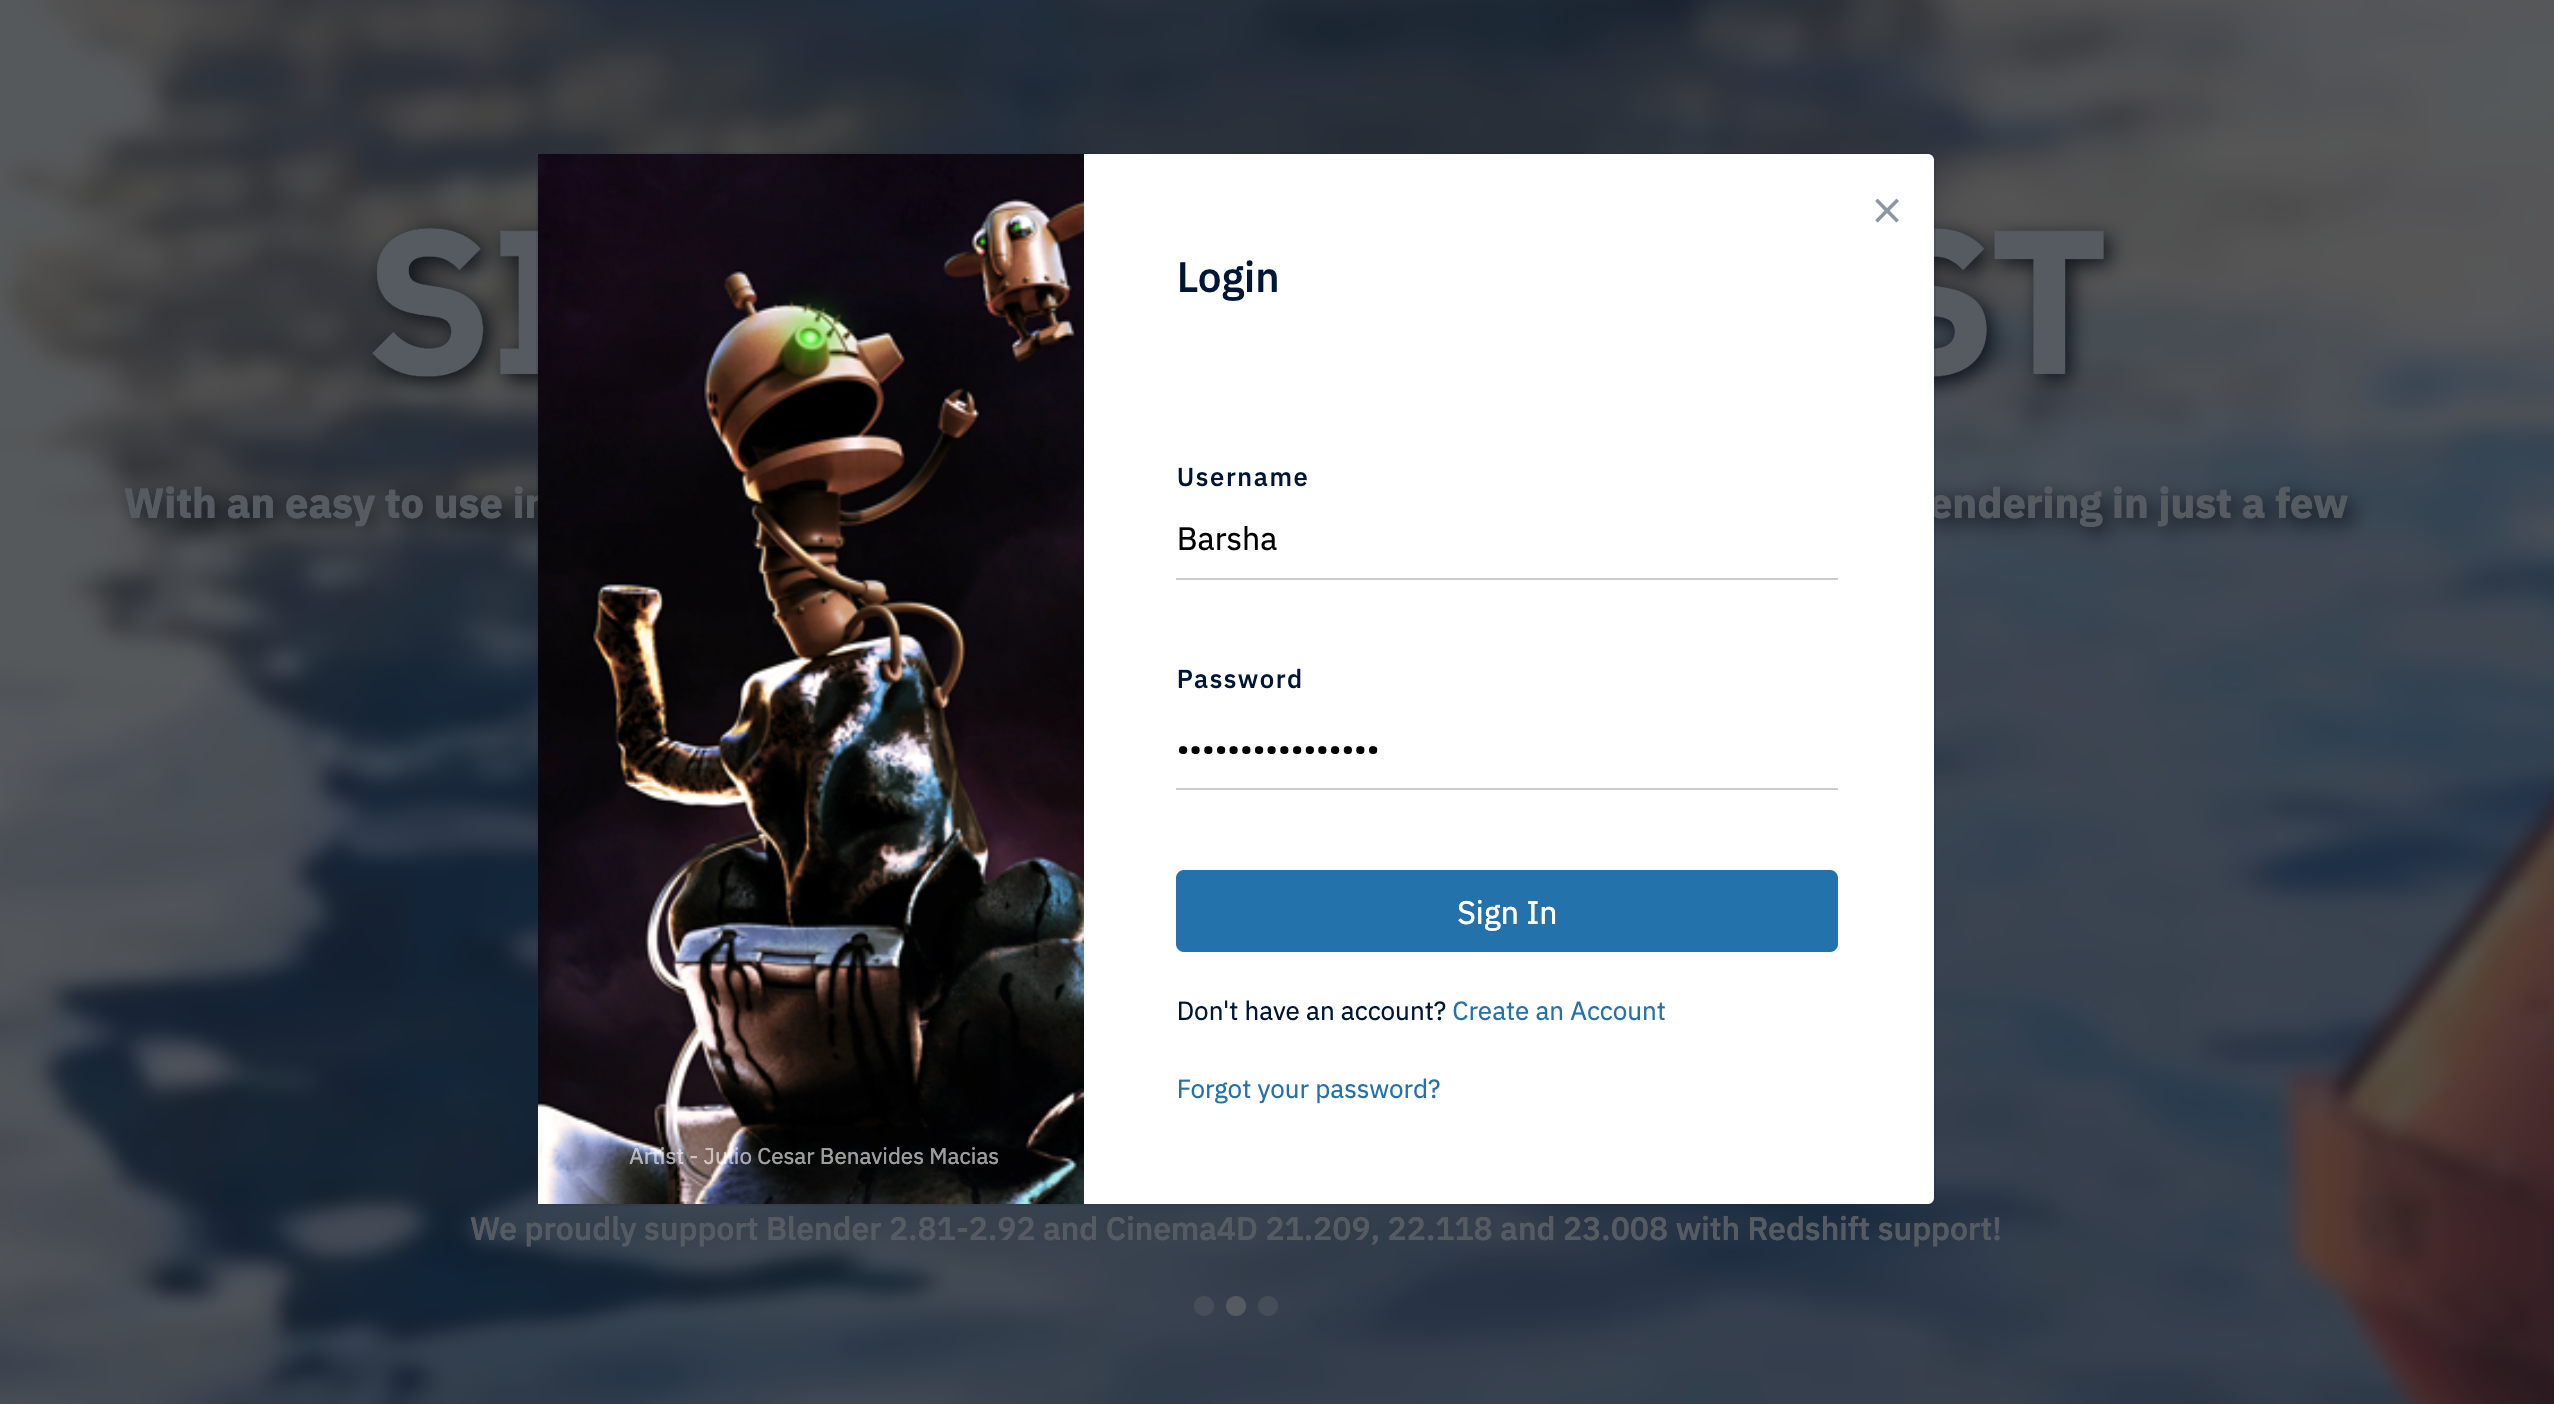 SI
ST
With an easy to use
endering in just a few
Login
Username
Barsha
Password
••••••••••••••••
Sign In
Don't have an account? Create an Account
Forgot your password?
Artist - Julio Cesar Benavides Macias
We proudly support Blender 2.81-2.92 and Cinema4D 21.209, 22.118 and 23.008 with Redshift support!